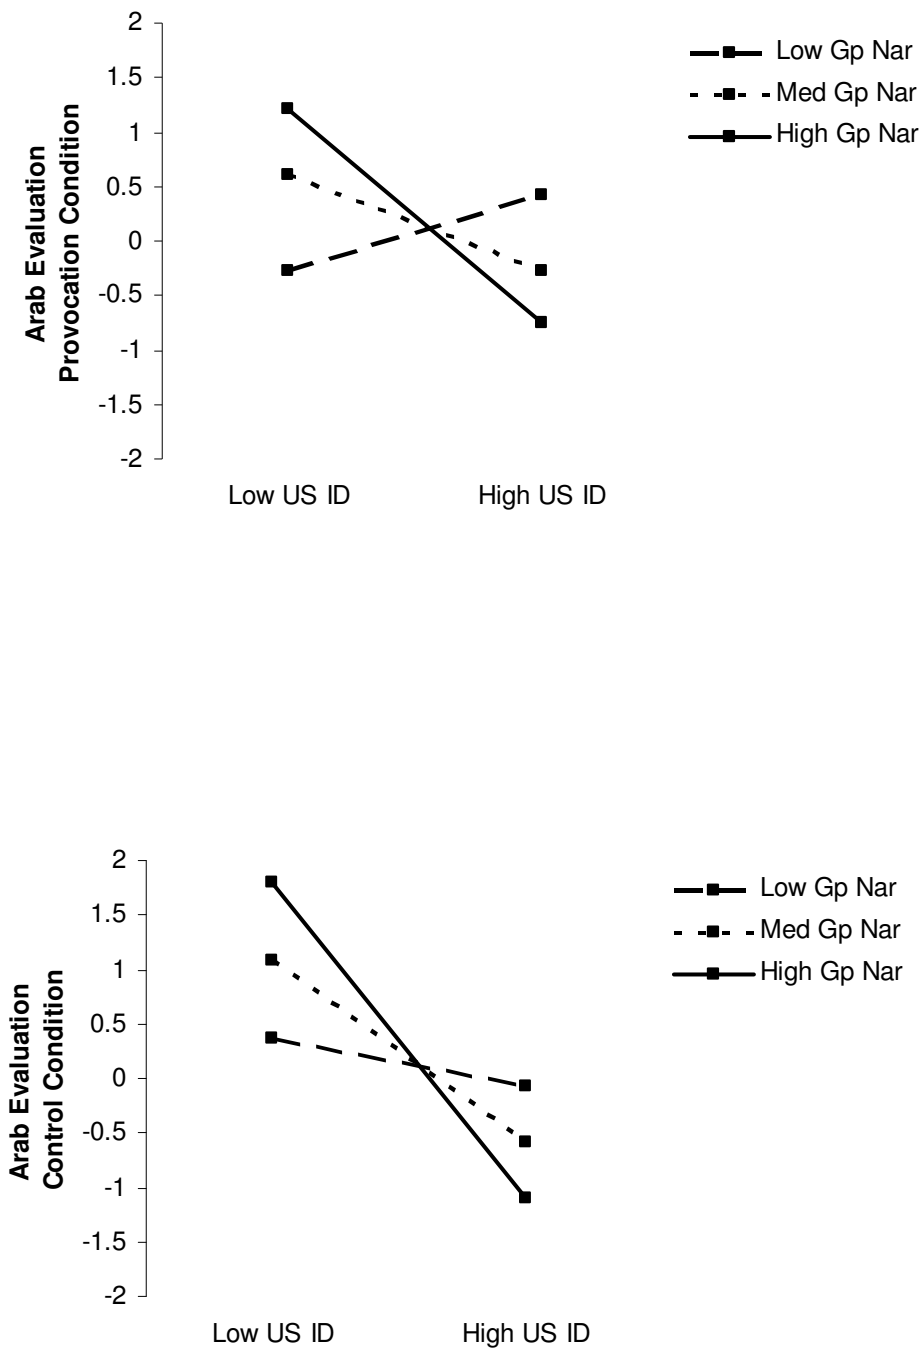 2
1.5
1
0.5
0
-0.5
-1
-1.5
-2
Arab Evaluation
Provocation Condition
Low US ID
High US ID
Low Gp Nar
Med Gp Nar
High Gp Nar
2
1.5
1
0.5
0
-0.5
-1
-1.5
-2
Arab Evaluation
Control Condition
Low US ID
High US ID
Low Gp Nar
Med Gp Nar
High Gp Nar